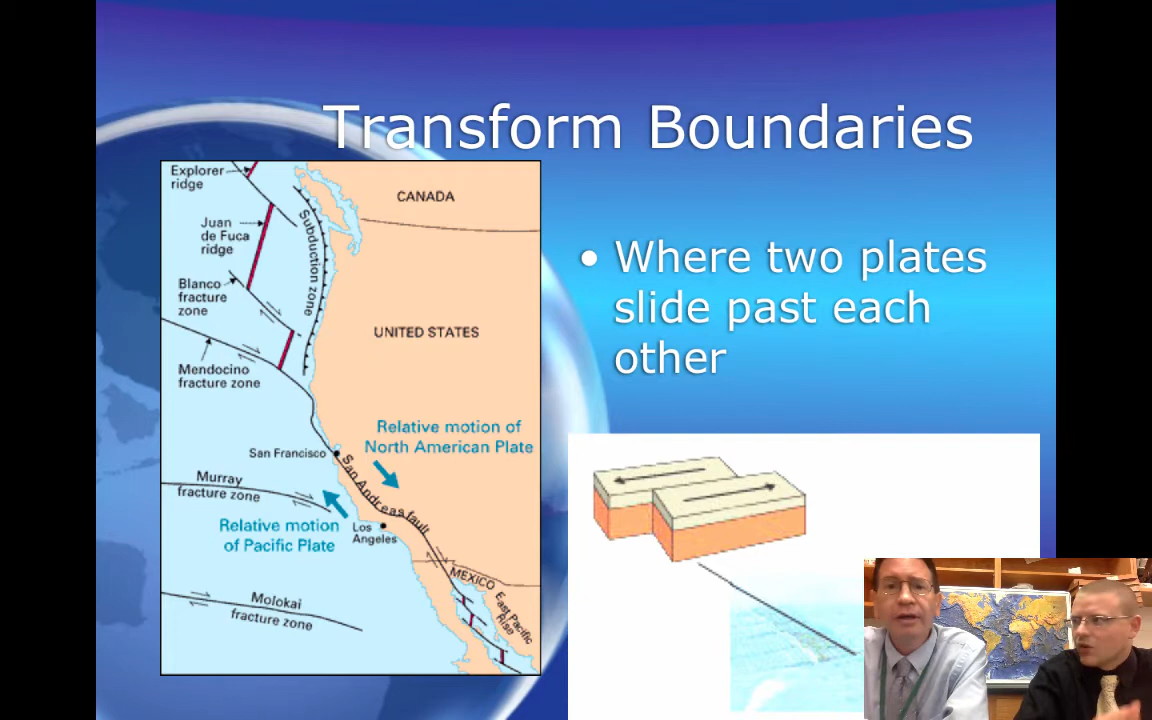 Transform Boundaries
Explorer
ridge
Juan
de Fuca
ridge
Blanco
fracture
zone
Mendocino
fracture zone
Subduction zone
CANADA
UNITED STATES
Relative motion of
North American Plate
San Francisco
San Andreas fault
Murray
fracture zone
Relative motion
of Pacific Plate
Los
Angeles
MEXICO
East Pacific
Rise
Molokai
fracture zone
• Where two plates
slide past each
other